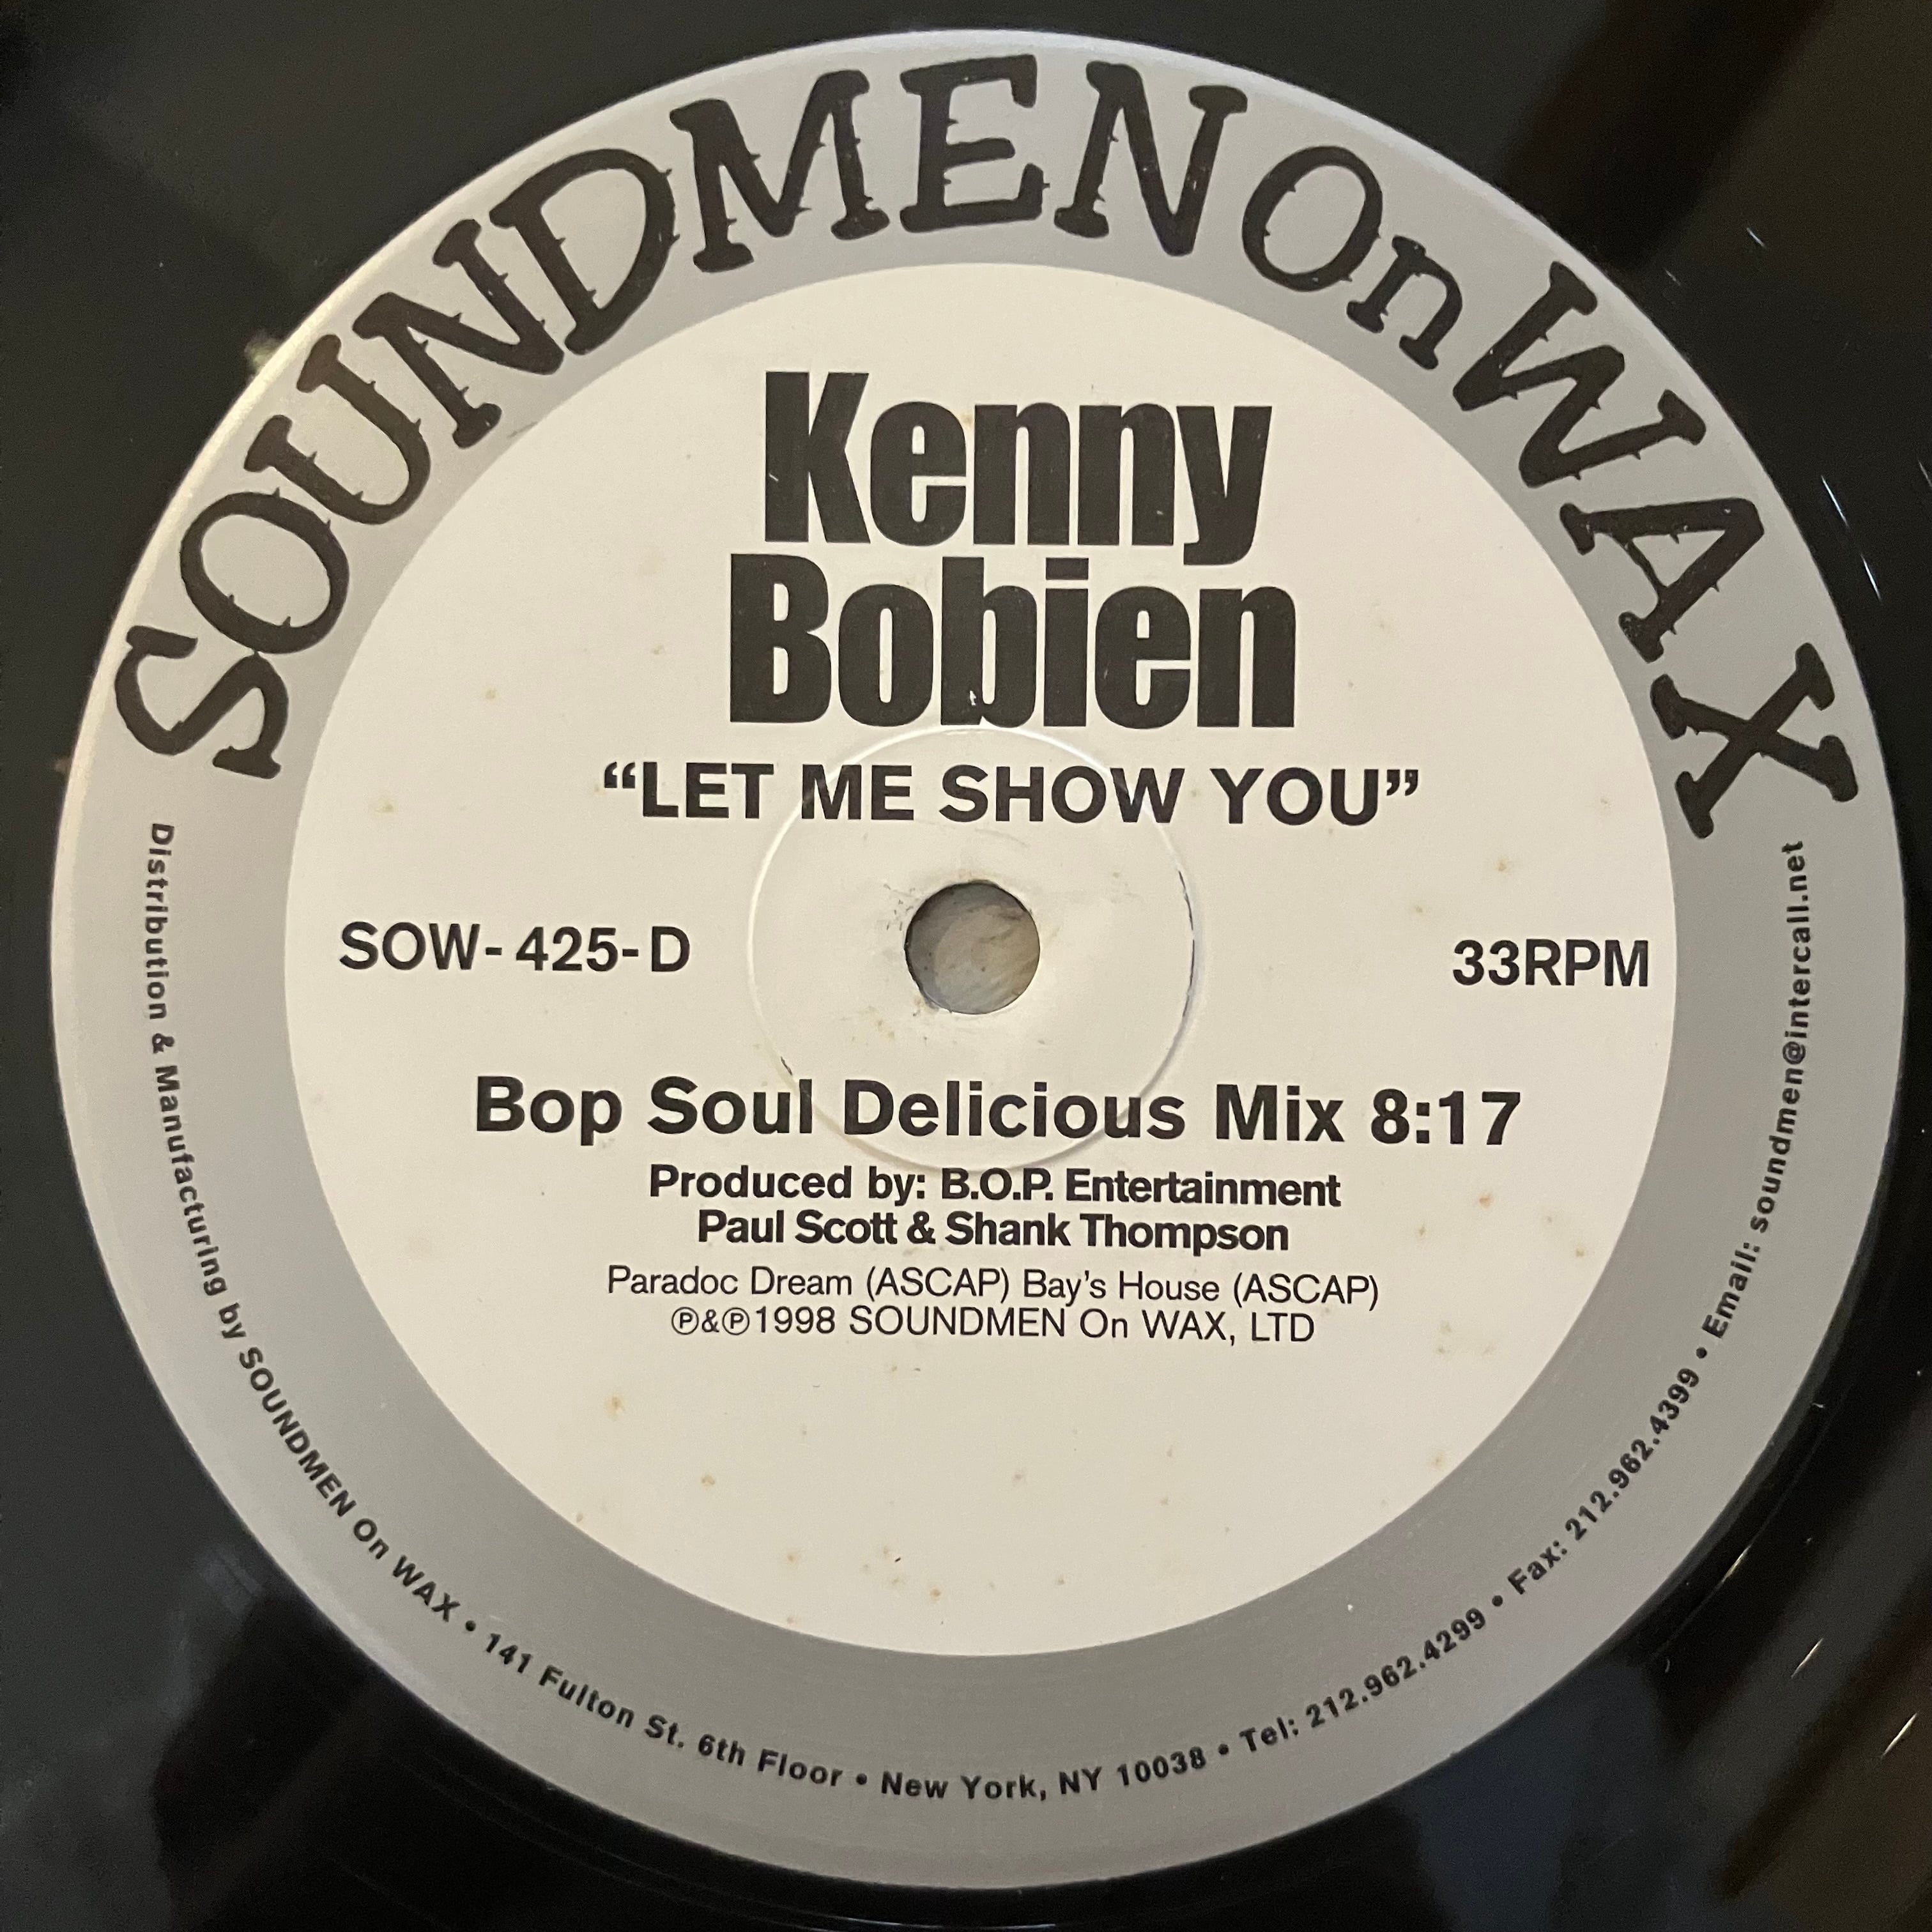 SOUNDMEN On WAX
Kenny
Bobien
“LET ME SHOW YOU”
SOW-425-D
33RPM
Bop Soul Delicious Mix 8:17
Produced by: B.O.P. Entertainment
Paul Scott & Shank Thompson
Paradoc Dream (ASCAP) Bay’s House (ASCAP)
℗&℗1998 SOUNDMEN On WAX, LTD
Distribution & Manufacturing by SOUNDMEN On WAX • 141 Fulton St. 6th Floor • New York, NY 10038 • Tel: 212.962.4299 • Fax: 212.962.4399 • Email: soundmen@intercall.net